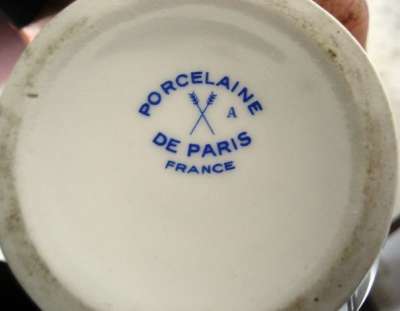 PORCELAINE
A
DE PARIS
FRANCE